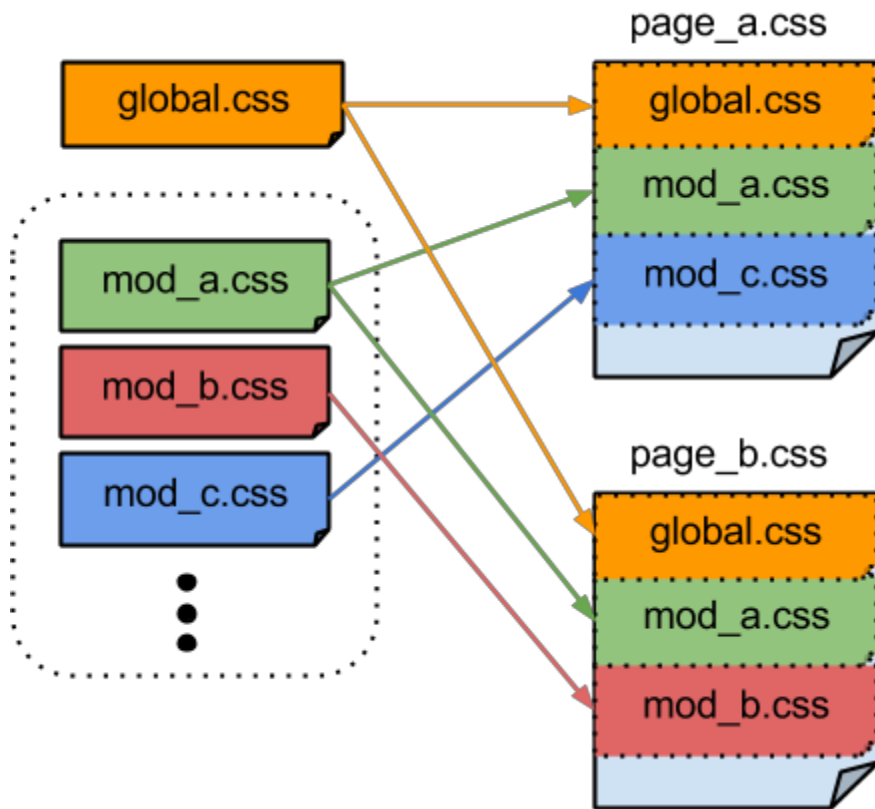 global.css
mod_a.css
mod_b.css
mod_c.css
page_a.css
global.css
mod_a.css
mod_c.css
page_b.css
global.css
mod_a.css
mod_b.css